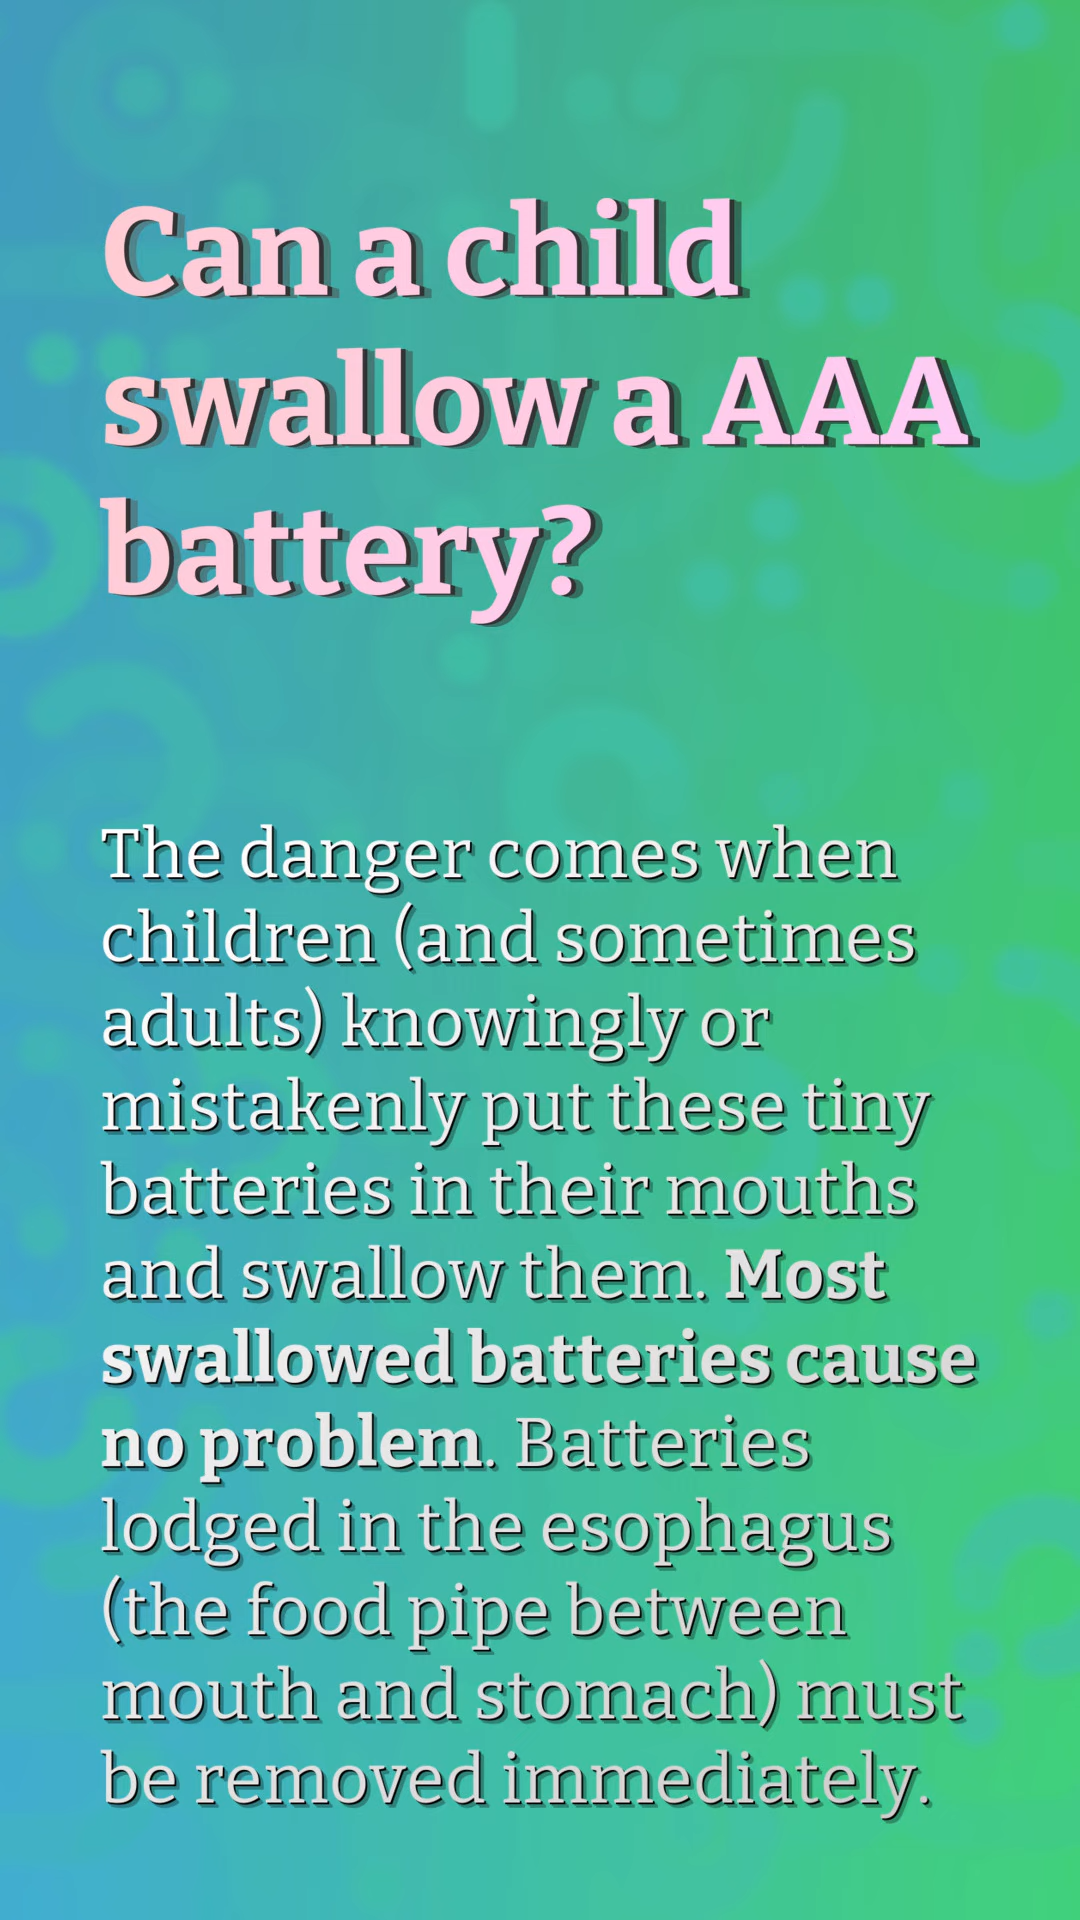 Can a child
swallow a AAA
battery?
The danger comes when
children (and sometimes
adults) knowingly or
mistakenly put these tiny
batteries in their mouths
and swallow them. Most
swallowed batteries cause
no problem. Batteries
lodged in the esophagus
(the food pipe between
mouth and stomach) must
be removed immediately.